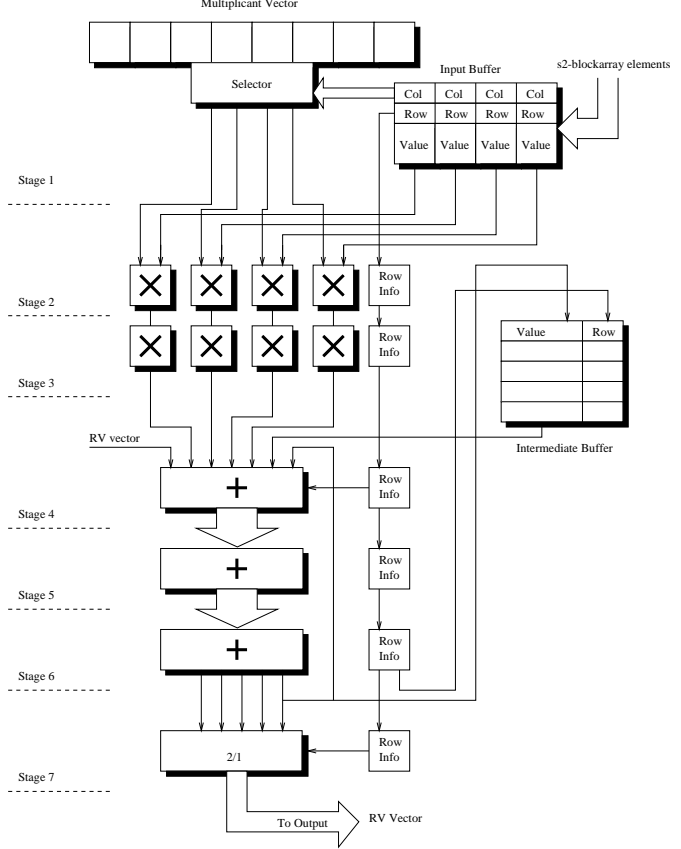 Multiplicant Vector
Selector
Input Buffer
s2-blockarray elements
Col Col Col Col
Row Row Row Row
Value Value Value Value
Stage 1
Row
Info
Stage 2
Value Row
Row
Info
Stage 3
RV vector
Intermediate Buffer
+
Row
Info
Stage 4
+
Row
Info
Stage 5
+
Row
Info
Stage 6
Row
Info
2/1
Stage 7
To Output
RV Vector